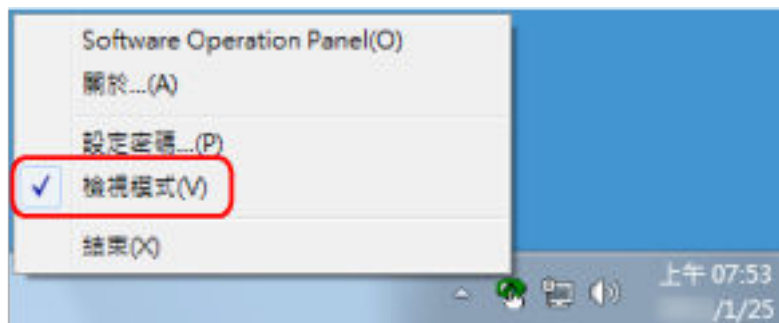 Software Operation Panel(O)
關於...(A)
設定密碼...(P)
檢視模式(V)
結束(X)
上午 07:53
/1/25